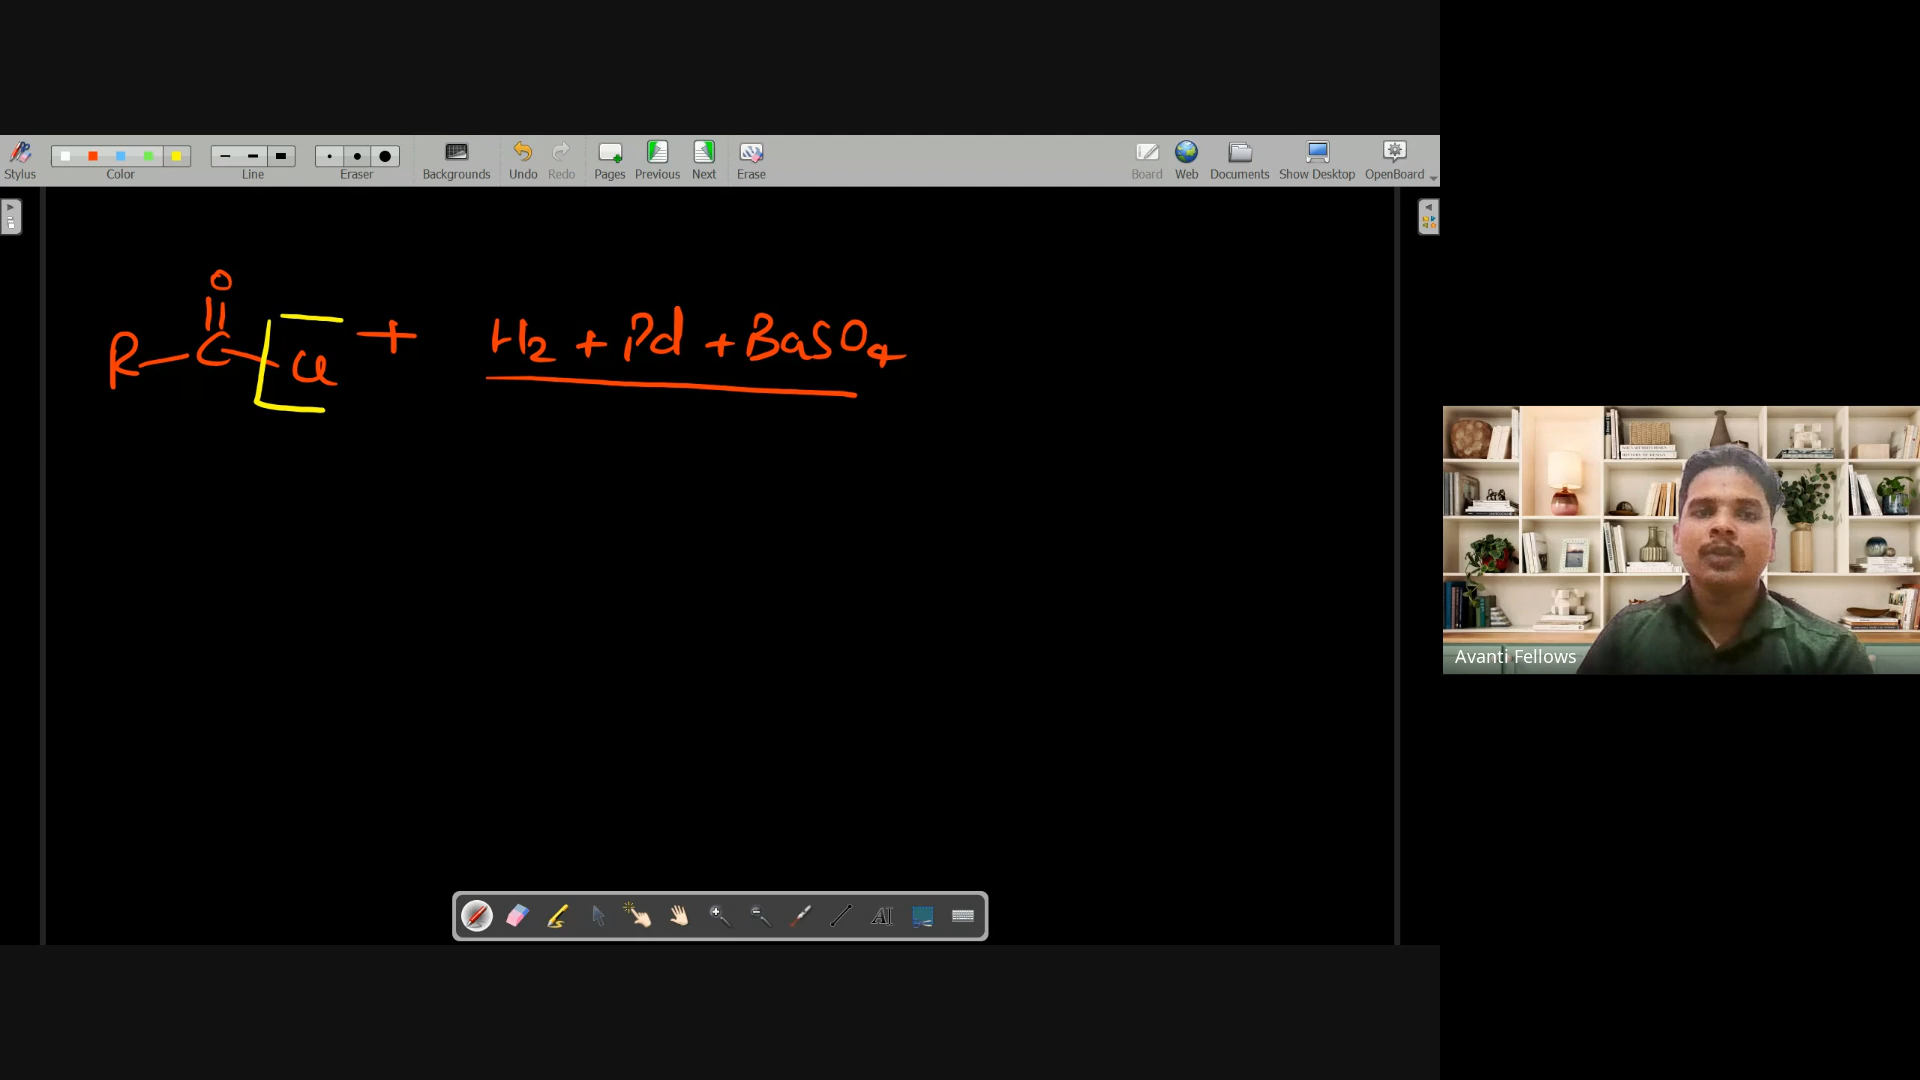 Stylus
Color
Line
Eraser
Backgrounds
Undo
Redo
Pages
Previous
Next
Erase
Board
Web
Documents
Show Desktop
OpenBoard
O
R-C-Cl + H2 + Pd + BaSO4
AI
Avanti Fellows